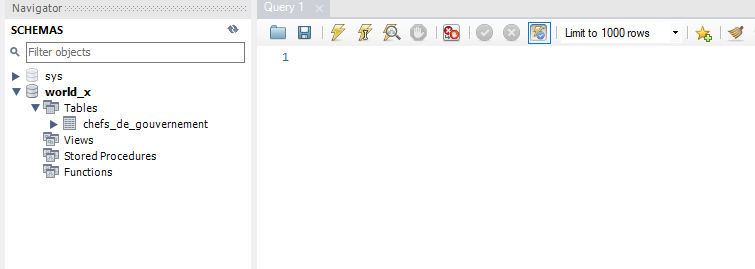 Navigator
SCHEMAS
Filter objects
sys
world_x
Tables
chefs_de_gouvernement
Views
Stored Procedures
Functions
Query 1
Limit to 1000 rows
1